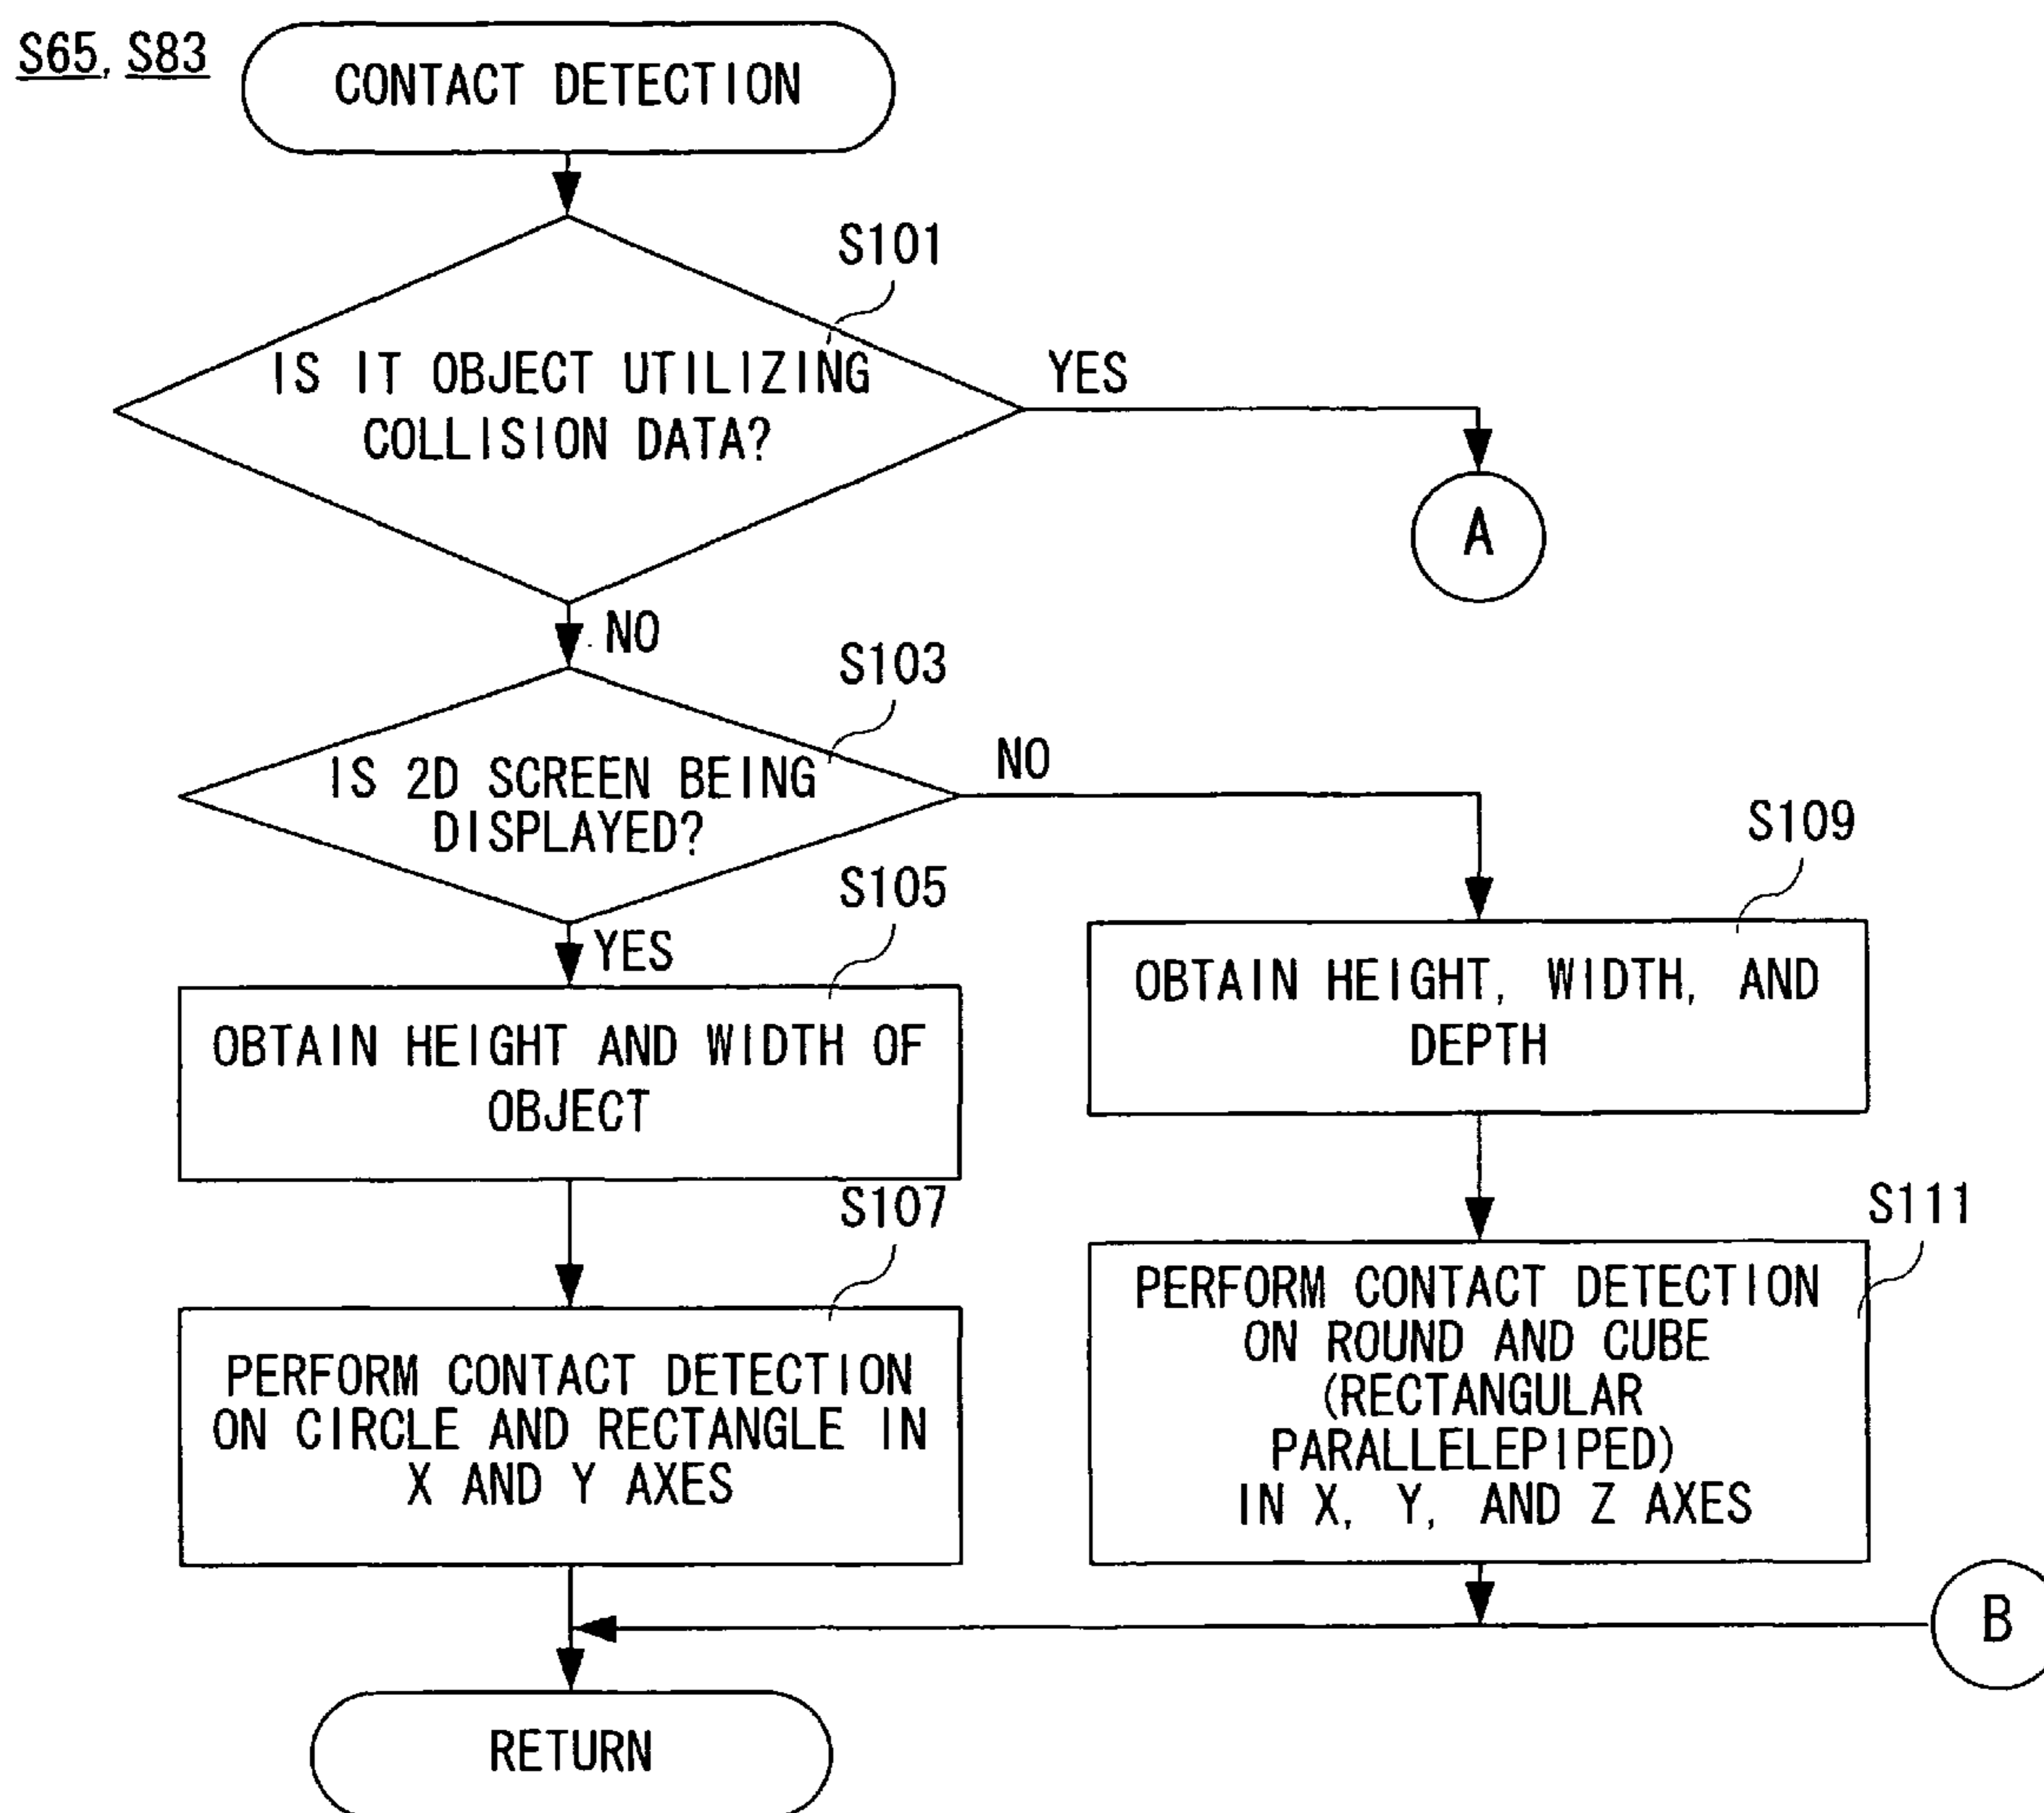 S65, S83
CONTACT DETECTION
S101
IS IT OBJECT UTILIZING
COLLISION DATA?
YES
A
NO
S103
IS 2D SCREEN BEING
DISPLAYED?
NO
S109
S105
YES
OBTAIN HEIGHT AND WIDTH OF
OBJECT
OBTAIN HEIGHT, WIDTH, AND
DEPTH
S107
PERFORM CONTACT DETECTION
ON CIRCLE AND RECTANGLE IN
X AND Y AXES
S111
PERFORM CONTACT DETECTION
ON ROUND AND CUBE
(RECTANGULAR
PARALLELEPIPED)
IN X, Y, AND Z AXES
B
RETURN